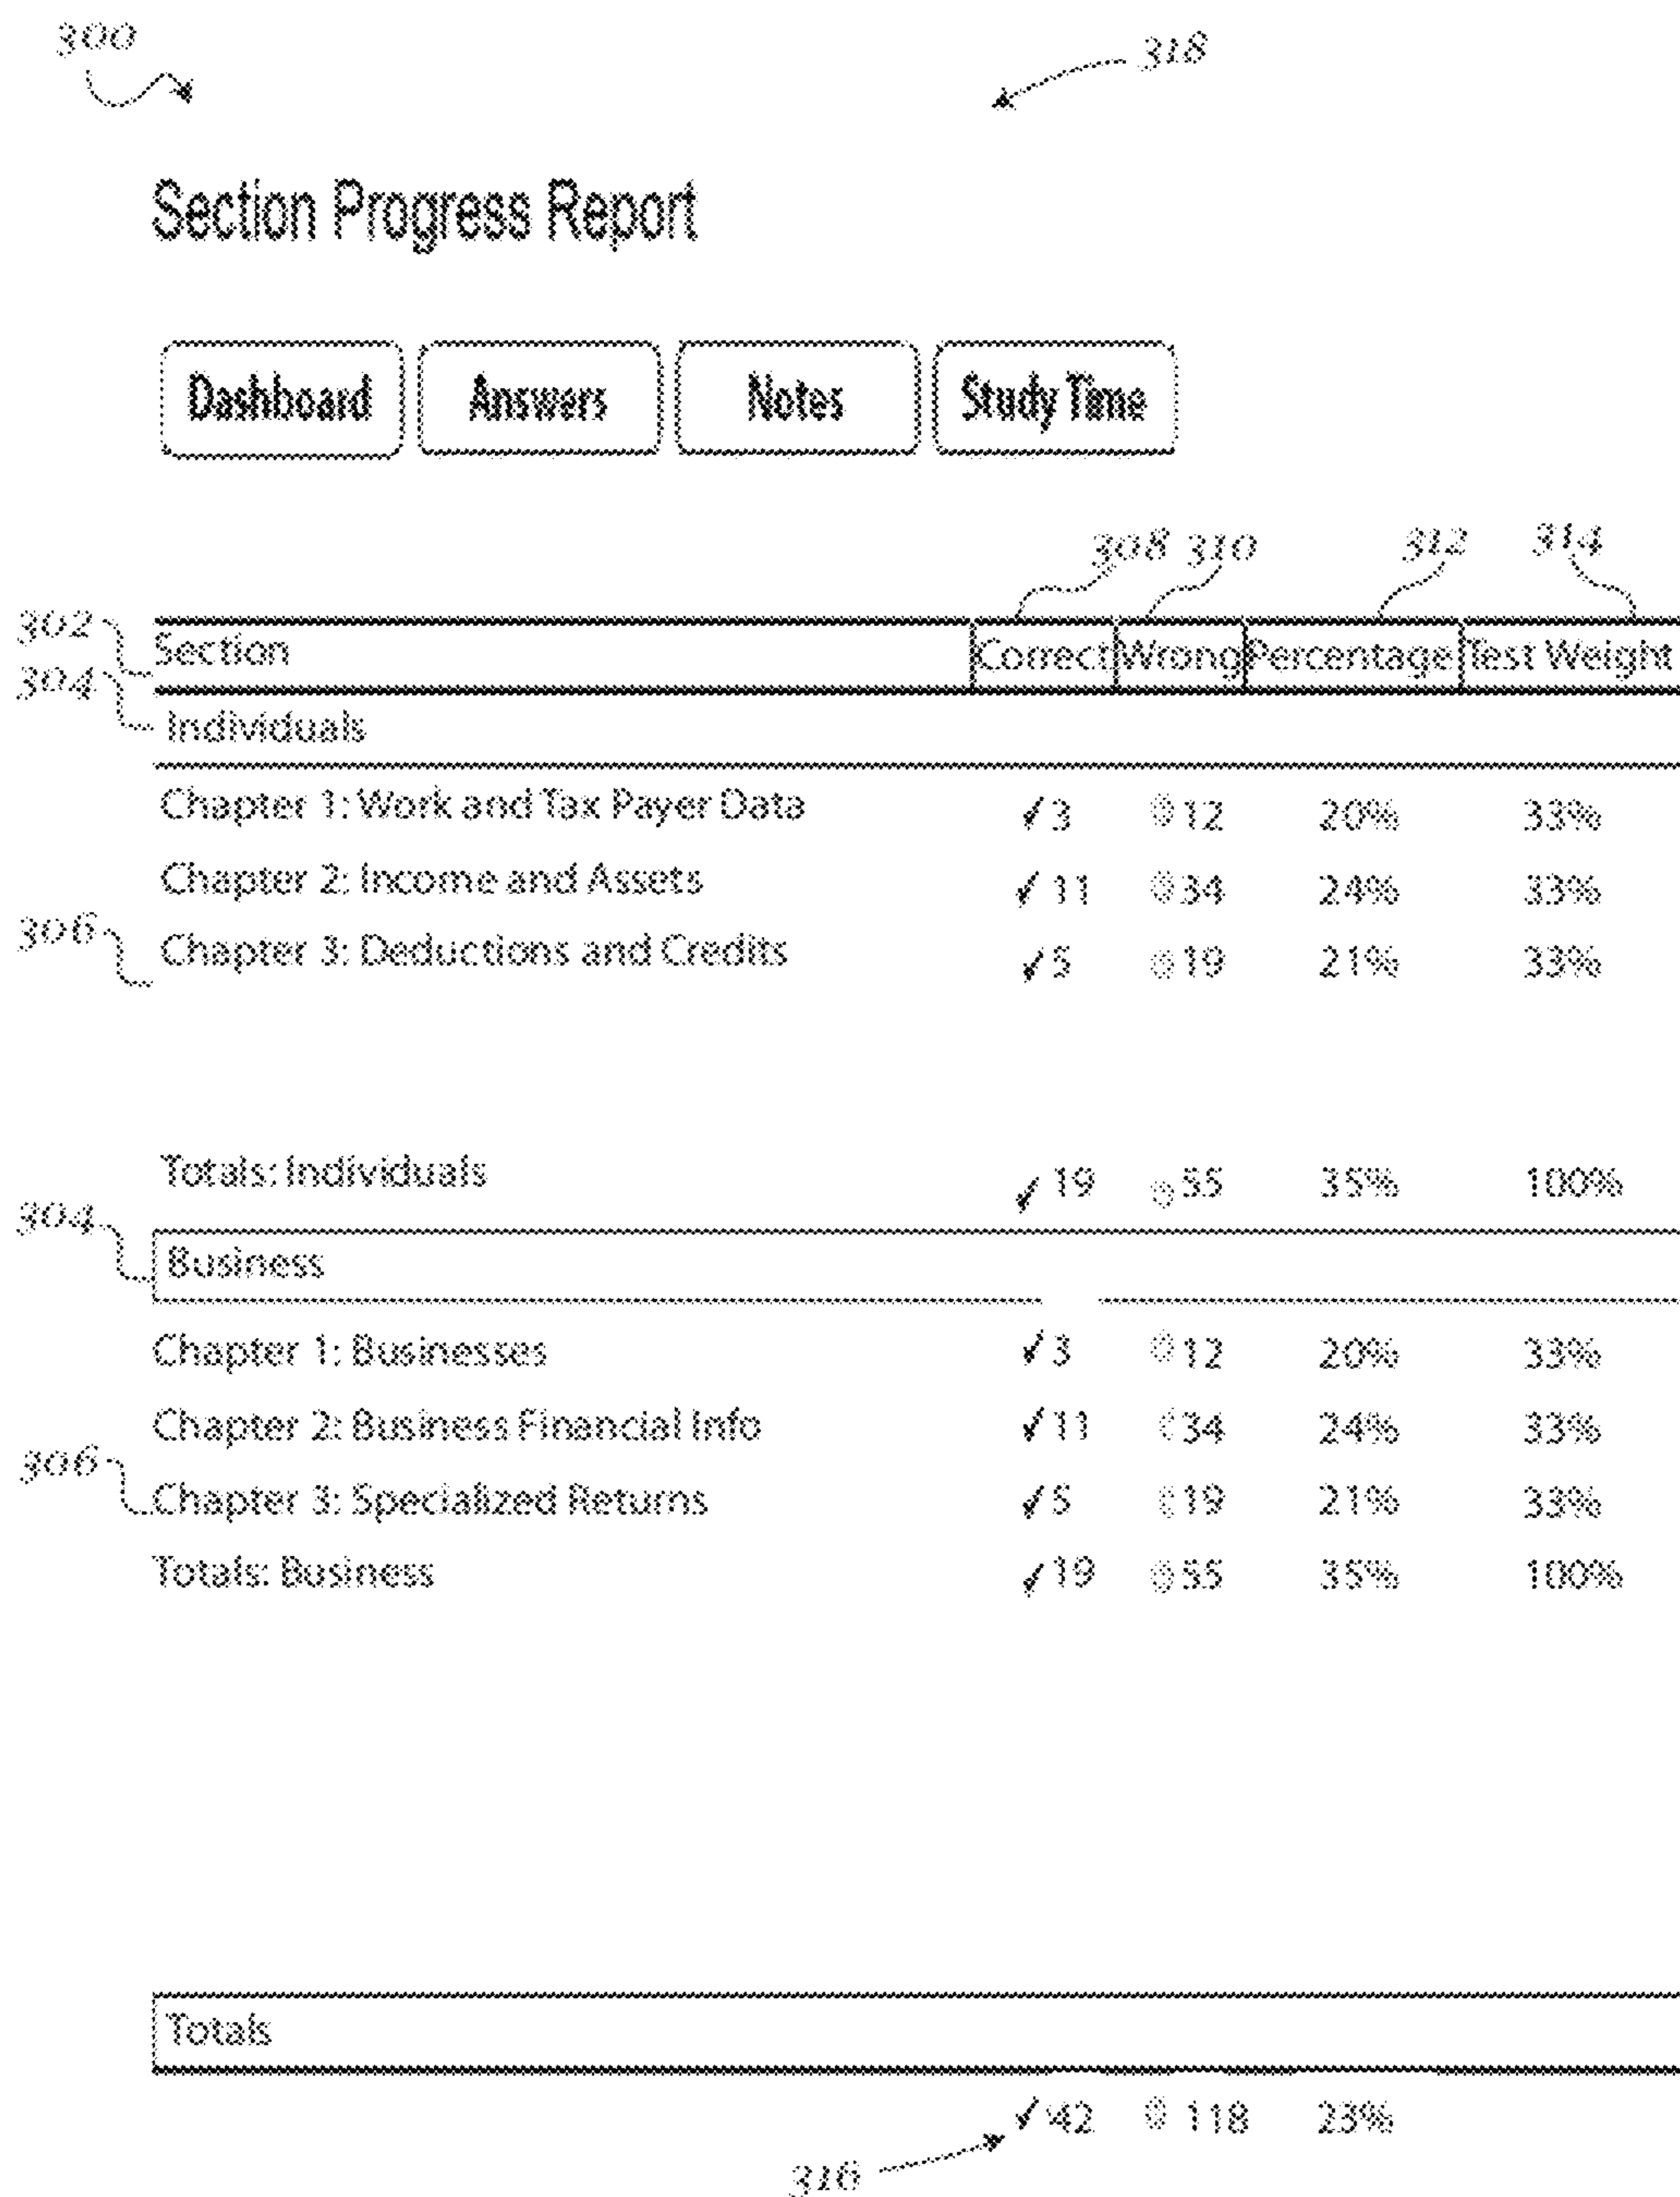 300
318
Section Progress Report
Dashboard Answers Notes Study Time
308 310 312 314
302
Section Correct Wrong Percentage Test Weight
304
Individuals
Chapter 1: Work and Tax Payer Data ✓ 3 12 20% 33%
Chapter 2: Income and Assets ✓ 11 34 24% 33%
306
Chapter 3: Deductions and Credits ✓ 5 19 21% 33%
Totals: Individuals ✓ 19 55 35% 100%
304
Business
Chapter 1: Businesses ✓ 3 12 20% 33%
Chapter 2: Business Financial Info ✓ 11 34 24% 33%
306
Chapter 3: Specialized Returns ✓ 5 19 21% 33%
Totals: Business ✓ 19 55 35% 100%
Totals
✓ 42 118 23%
316